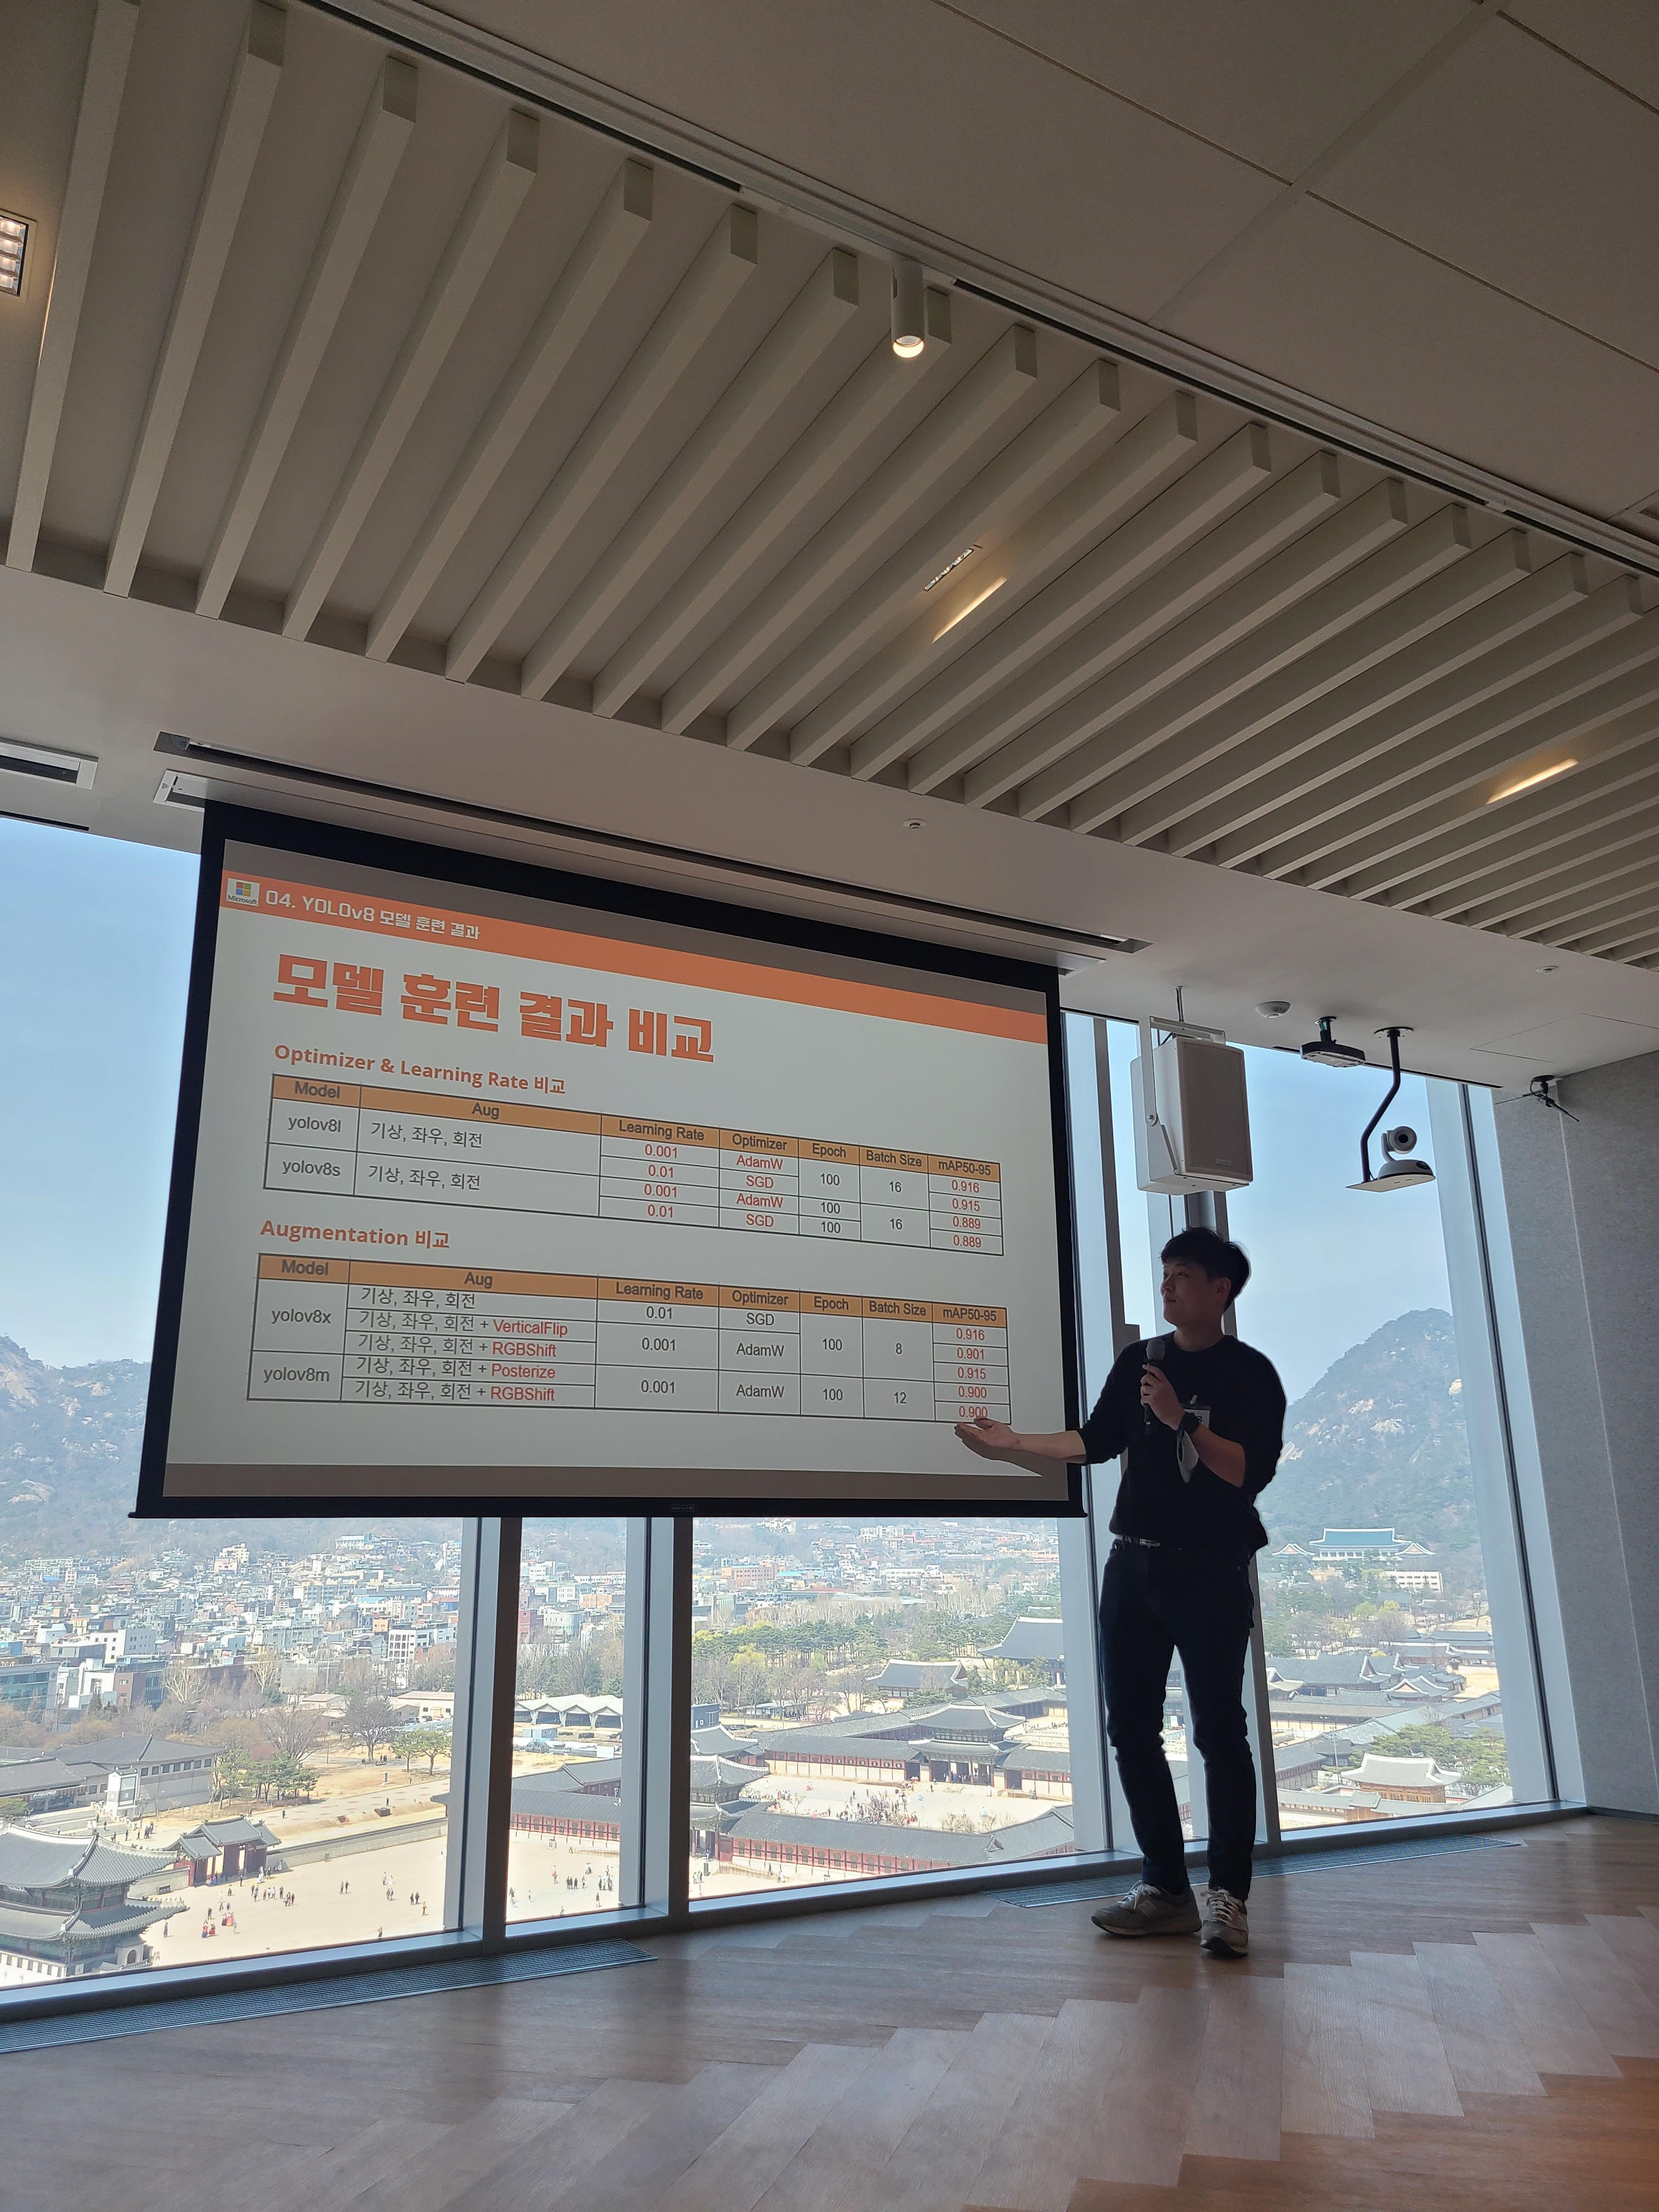 Microsoft
04. YOLOv8 모델 훈련 결과
모델 훈련 결과 비교
Optimizer & Learning Rate 비교
Model Aug Learning Rate Optimizer Epoch Batch Size mAP50-95
yolov8l 기상, 좌우, 회전 0.001 AdamW 100 16 0.916
0.01 SGD 0.915
yolov8s 기상, 좌우, 회전 0.001 AdamW 100 16 0.889
0.01 SGD 100 0.889
Augmentation 비교
Model Aug Learning Rate Optimizer Epoch Batch Size mAP50-95
yolov8x 기상, 좌우, 회전 0.01 SGD 100 8 0.916
기상, 좌우, 회전 + VerticalFlip 0.001 AdamW 0.901
기상, 좌우, 회전 + RGBShift 0.915
yolov8m 기상, 좌우, 회전 + Posterize 0.001 AdamW 100 12 0.900
기상, 좌우, 회전 + RGBShift 0.900